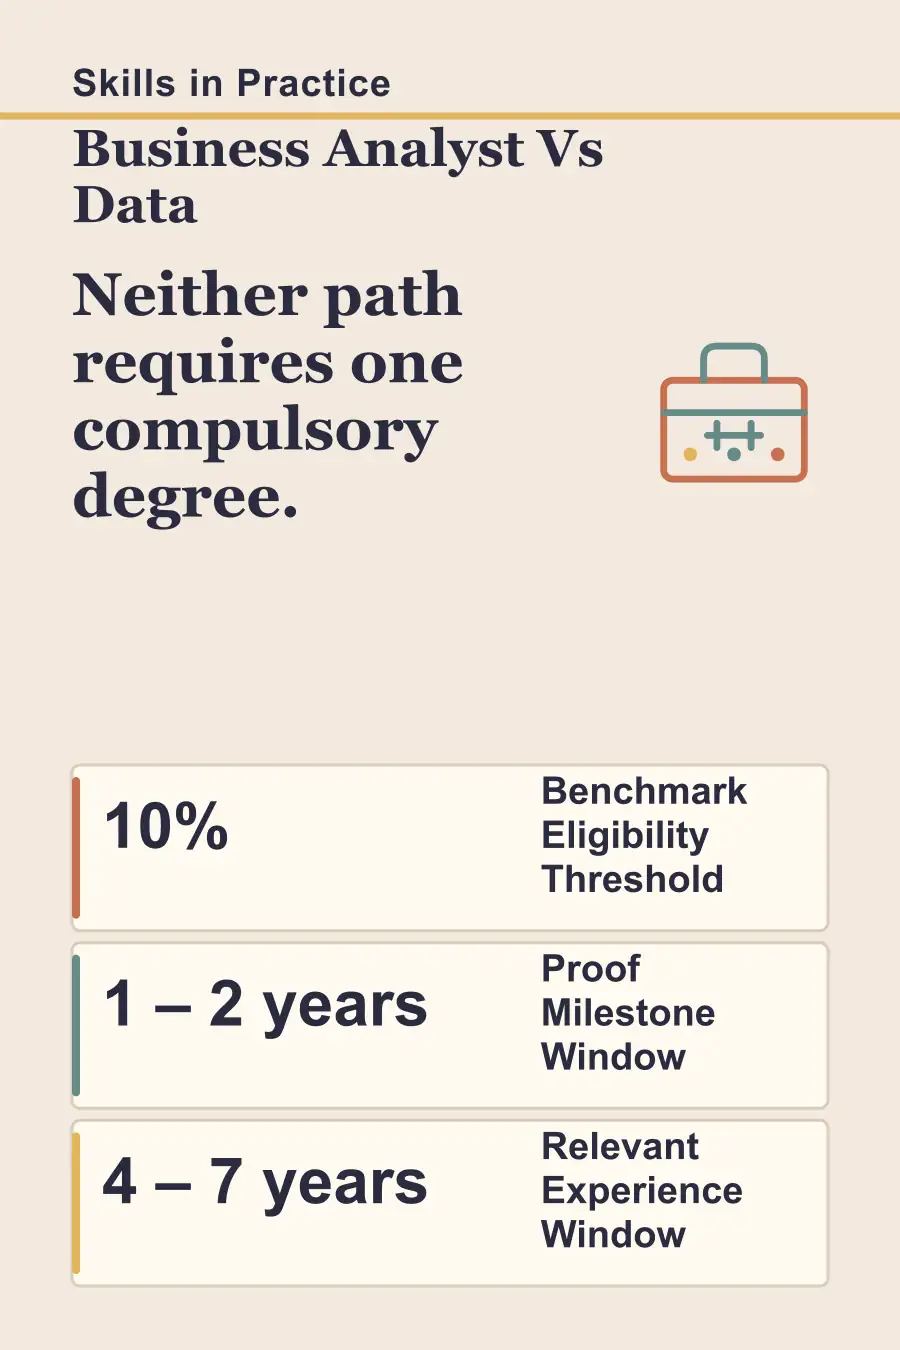 Skills in Practice
Business Analyst Vs
Data
Neither path
requires one
compulsory
degree.
10%
Benchmark
Eligibility
Threshold
1 – 2 years
Proof
Milestone
Window
4 – 7 years
Relevant
Experience
Window